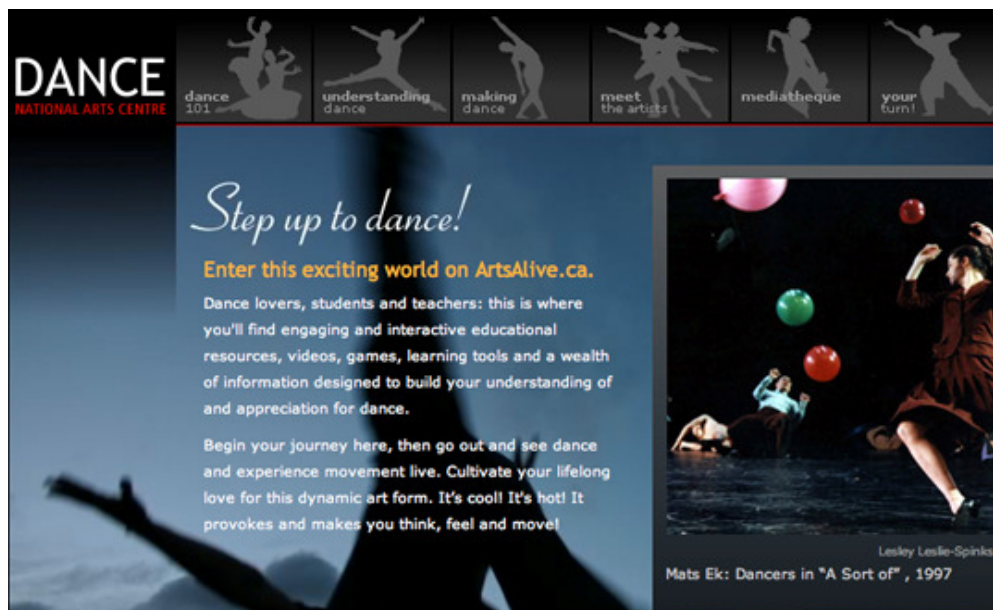 DANCE
NATIONAL ARTS CENTRE
dance
101
understanding
dance
making
dance
meet
the artists
mediatheque
your
turn!
Step up to dance!
Enter this exciting world on ArtsAlive.ca.
Dance lovers, students and teachers: this is where
you'll find engaging and interactive educational
resources, videos, games, learning tools and a wealth
of information designed to build your understanding of
and appreciation for dance.
Begin your journey here, then go out and see dance
and experience movement live. Cultivate your lifelong
love for this dynamic art form. It's cool! It's hot! It
provokes and makes you think, feel and move!
Lesley Leslie-Spinks
Mats Ek: Dancers in “A Sort of” , 1997